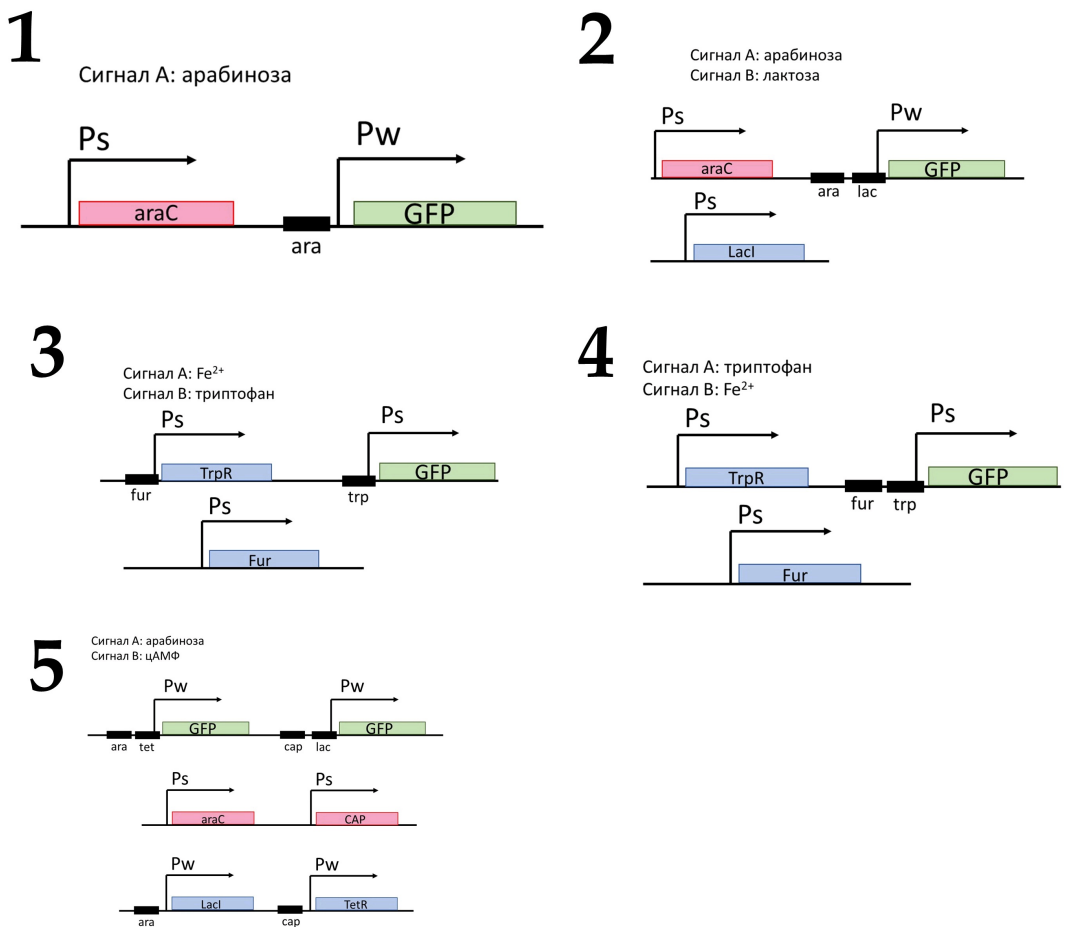 1
Сигнал А: арабиноза
Ps
Pw
araC
GFP
ara
2
Сигнал А: арабиноза
Сигнал В: лактоза
Ps
Pw
araC
GFP
ara
lac
Ps
LacI
3
Сигнал А: Fe²⁺
Сигнал В: триптофан
Ps
Ps
TrpR
GFP
fur
trp
Ps
Fur
4
Сигнал А: триптофан
Сигнал В: Fe²⁺
Ps
Ps
TrpR
GFP
fur
trp
Ps
Fur
5
Сигнал А: арабиноза
Сигнал В: цАМФ
Pw
Pw
GFP
GFP
ara
tet
cap
lac
Ps
Ps
araC
CAP
Pw
Pw
LacI
TetR
ara
cap